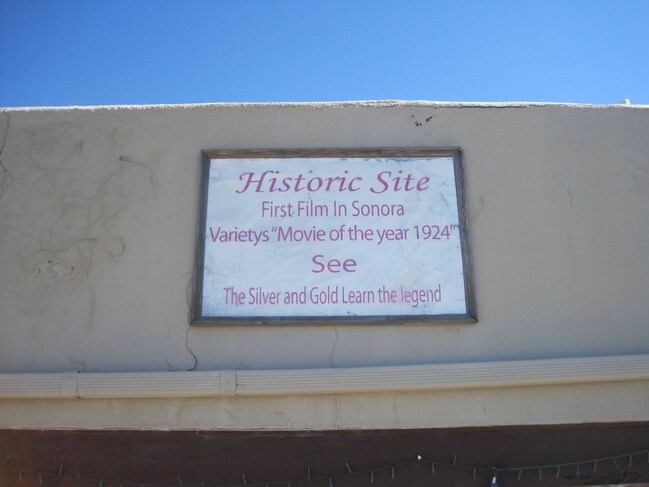 Historic Site
First Film In Sonora
Varietys "Movie of the year 1924"
See
The Silver and Gold Learn the legend